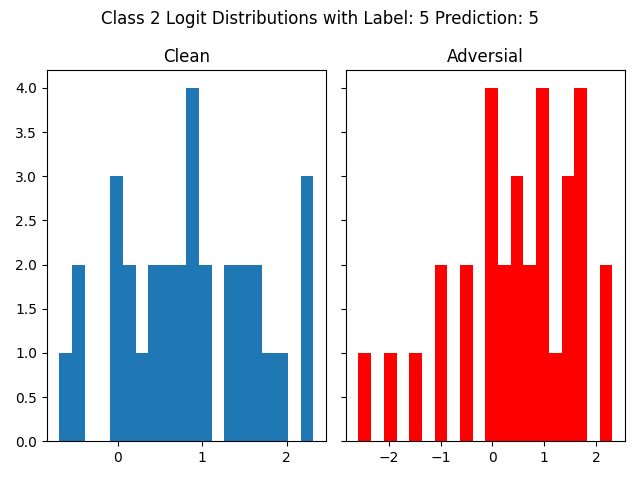 Class 2 Logit Distributions with Label: 5 Prediction: 5
Clean
Adversial
4.0
3.5
3.0
2.5
2.0
1.5
1.0
0.5
0.0
0 1 2
−2 −1 0 1 2